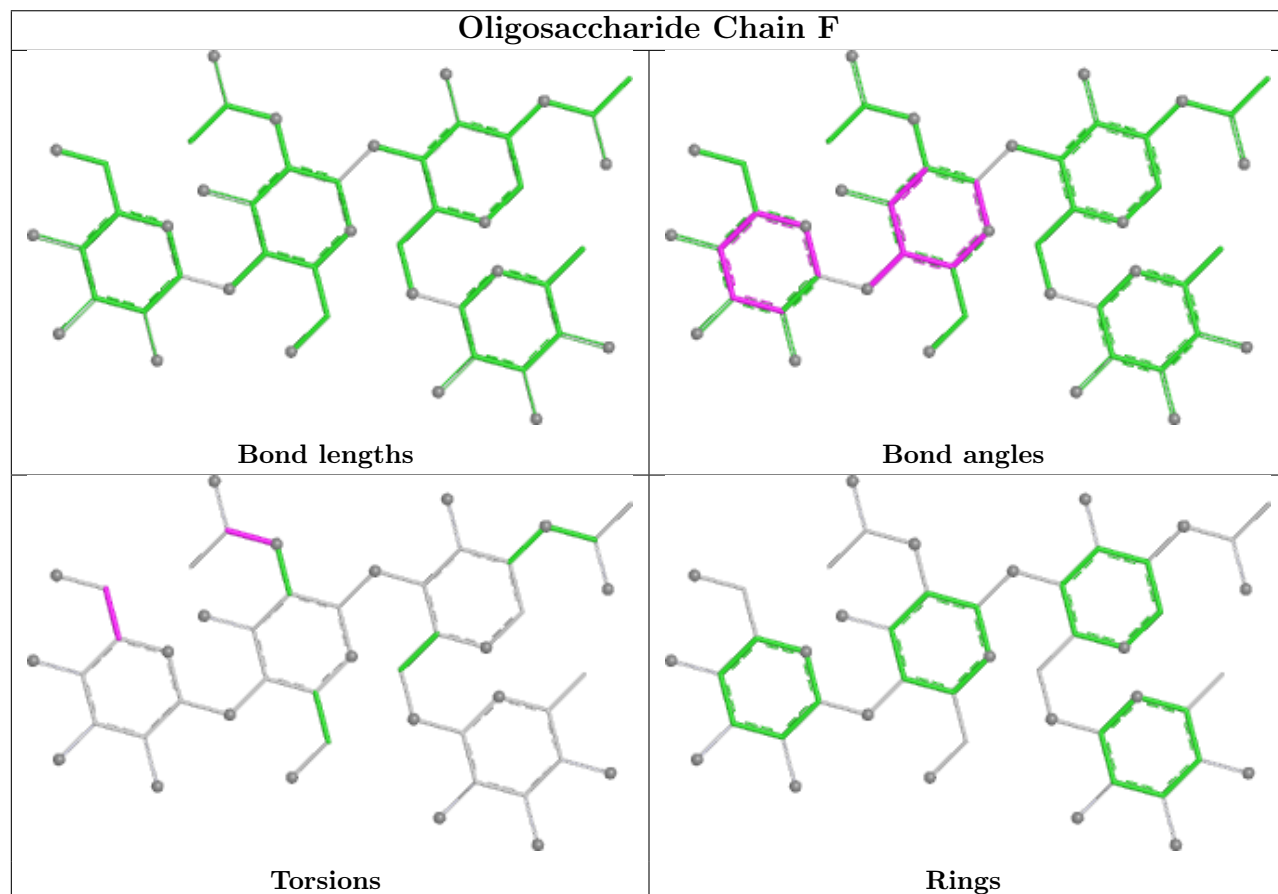 Oligosaccharide Chain F
Bond lengths
Bond angles
Torsions
Rings